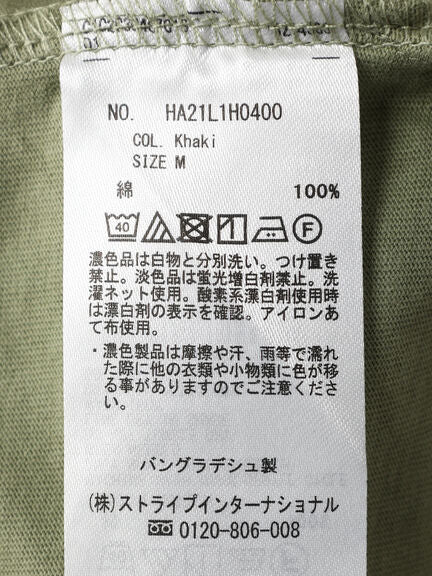 NO. HA21L1H0400
COL. Khaki
SIZE M
綿 100%
40
F
濃色品は白物と分別洗い。つけ置き
禁止。淡色品は蛍光増白剤禁止。洗
濯ネット使用。酸素系漂白剤使用時
は漂白剤の表示を確認。アイロンあ
て布使用。
・濃色製品は摩擦や汗、雨等で濡れ
た際に他の衣類や小物類に色が移
る事がありますのでご注意くださ
い。
バングラデシュ製
(株)ストライプインターナショナル
0120-806-008